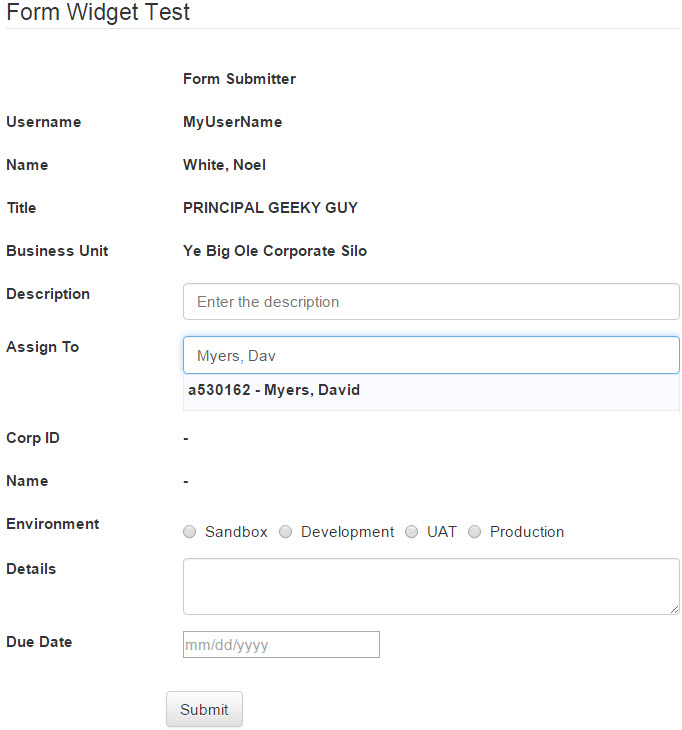 Form Widget Test
Form Submitter
Username MyUserName
Name White, Noel
Title PRINCIPAL GEEKY GUY
Business Unit Ye Big Ole Corporate Silo
Description Enter the description
Assign To Myers, Dav
a530162 - Myers, David
Corp ID -
Name -
Environment Sandbox Development UAT Production
Details
Due Date mm/dd/yyyy
Submit